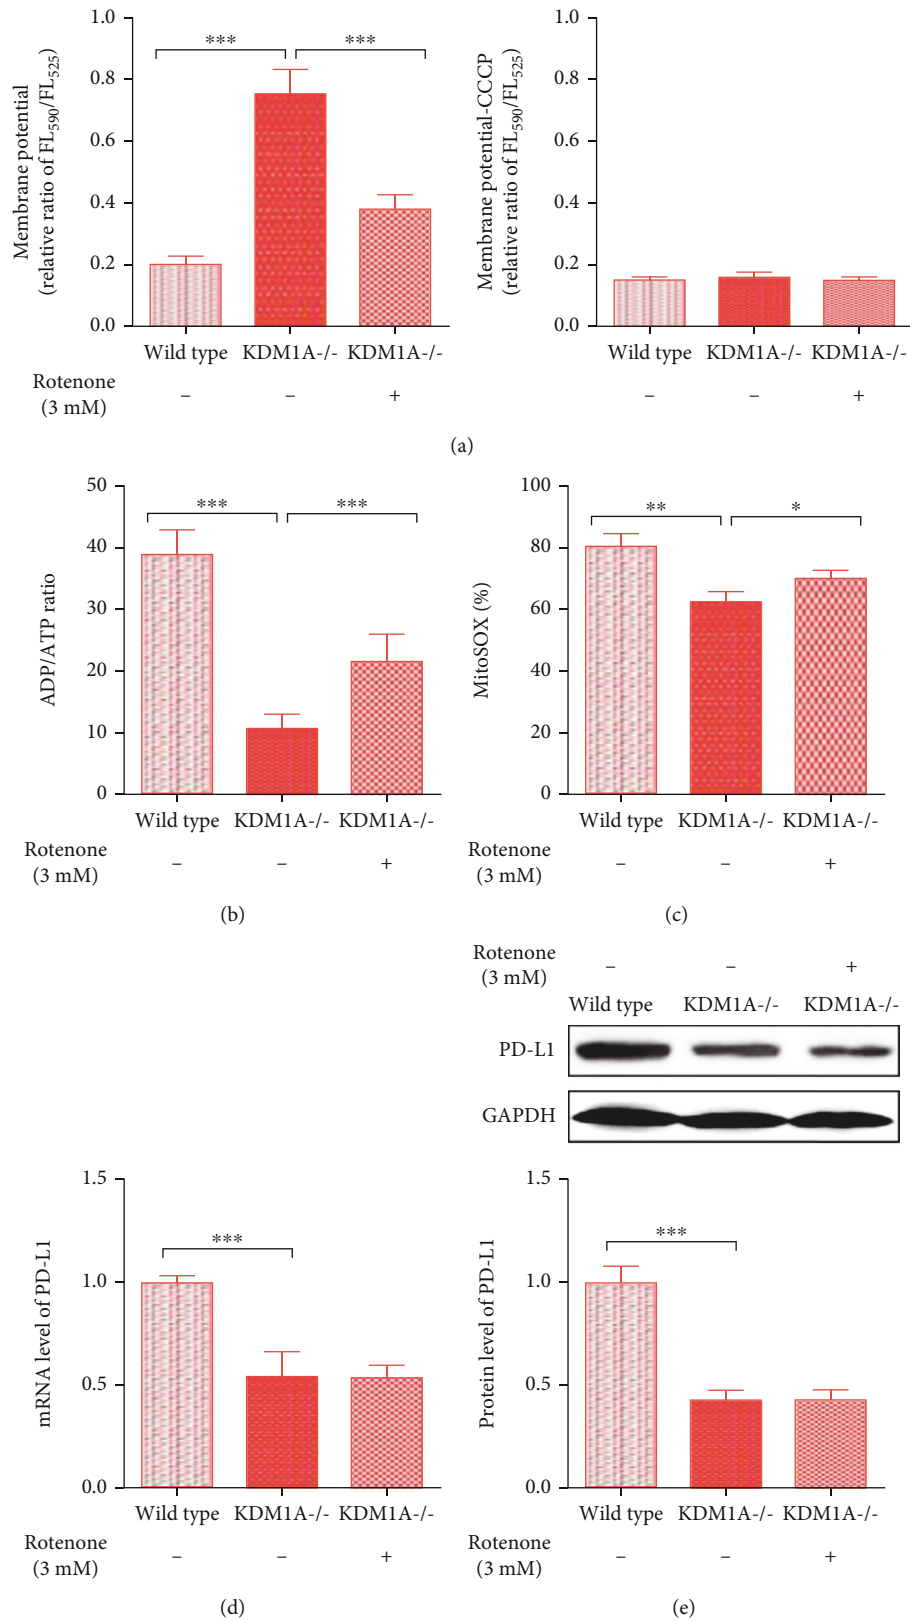 Membrane potential
(relative ratio of FL590/FL525)
1.0
0.8
0.6
0.4
0.2
0.0
***
***
Wild type KDM1A-/- KDM1A-/-
Rotenone
(3 mM)
– – +
Membrane potential-CCCP
(relative ratio of FL590/FL525)
1.0
0.8
0.6
0.4
0.2
0.0
Wild type KDM1A-/- KDM1A-/-
– – +
(a)
ADP/ATP ratio
50
40
30
20
10
0
***
***
Wild type KDM1A-/- KDM1A-/-
Rotenone
(3 mM)
– – +
(b)
MitoSOX (%)
100
80
60
40
20
0
**
*
Wild type KDM1A-/- KDM1A-/-
Rotenone
(3 mM)
– – +
(c)
mRNA level of PD-L1
1.5
1.0
0.5
0.0
***
Wild type KDM1A-/- KDM1A-/-
Rotenone
(3 mM)
– – +
(d)
Rotenone
(3 mM)
– – +
Wild type KDM1A-/- KDM1A-/-
PD-L1
GAPDH
Protein level of PD-L1
1.5
1.0
0.5
0.0
***
Wild type KDM1A-/- KDM1A-/-
Rotenone
(3 mM)
– – +
(e)